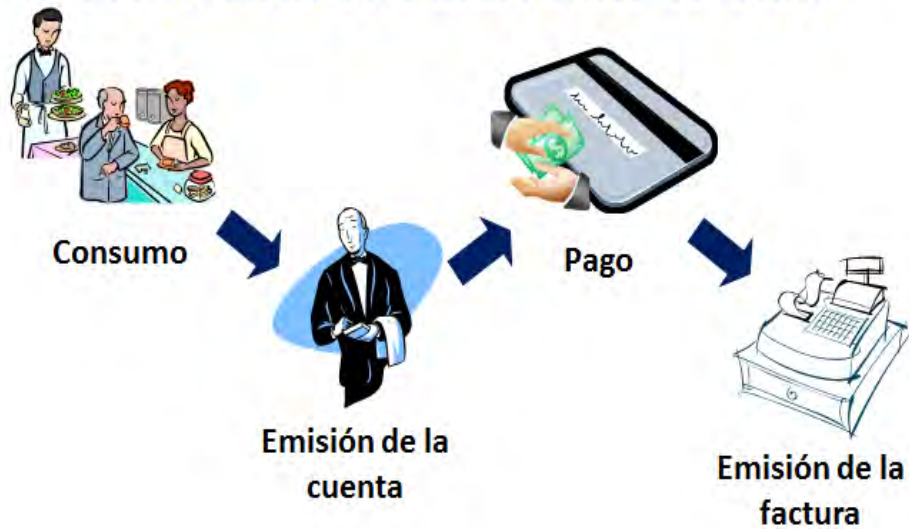 Consumo
Pago
Emisión de la
cuenta
Emisión de la
factura